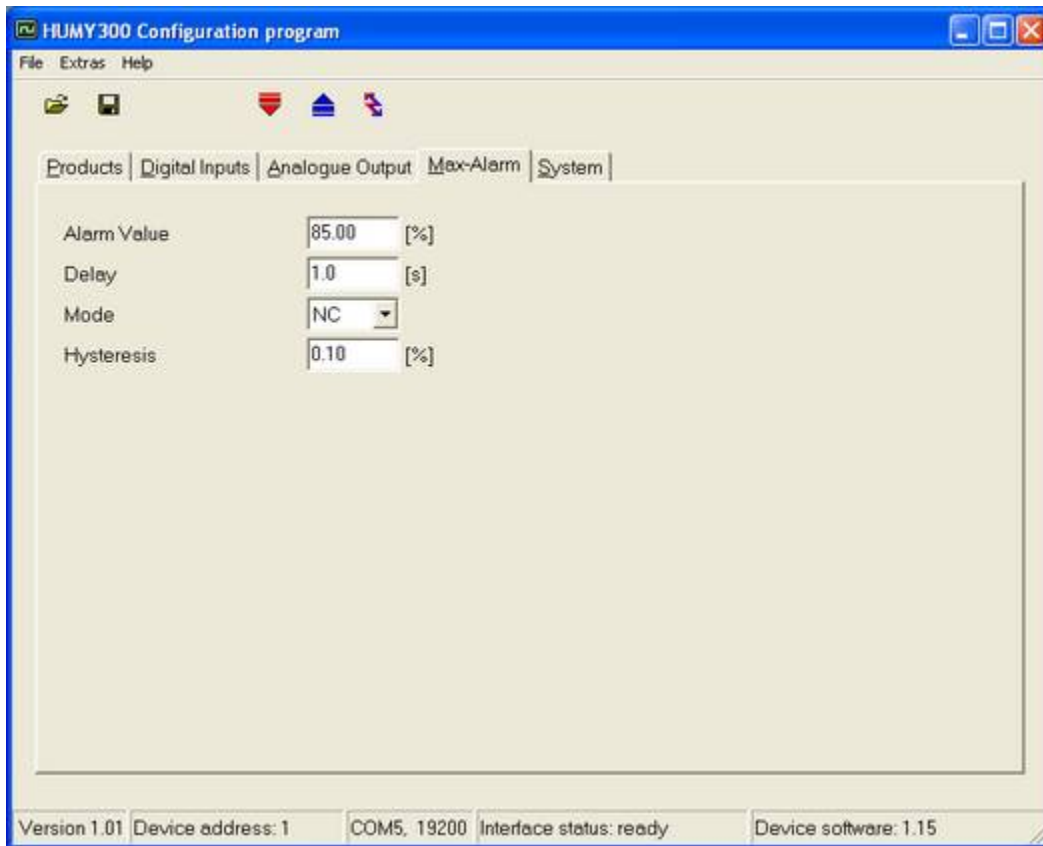 HUMY300 Configuration program
File Extras Help
Products Digital Inputs Analogue Output Max-Alarm System
Alarm Value 85.00 [%]
Delay 1.0 [s]
Mode NC
Hysteresis 0.10 [%]
Version 1.01 Device address: 1 COM5, 19200 Interface status: ready Device software: 1.15